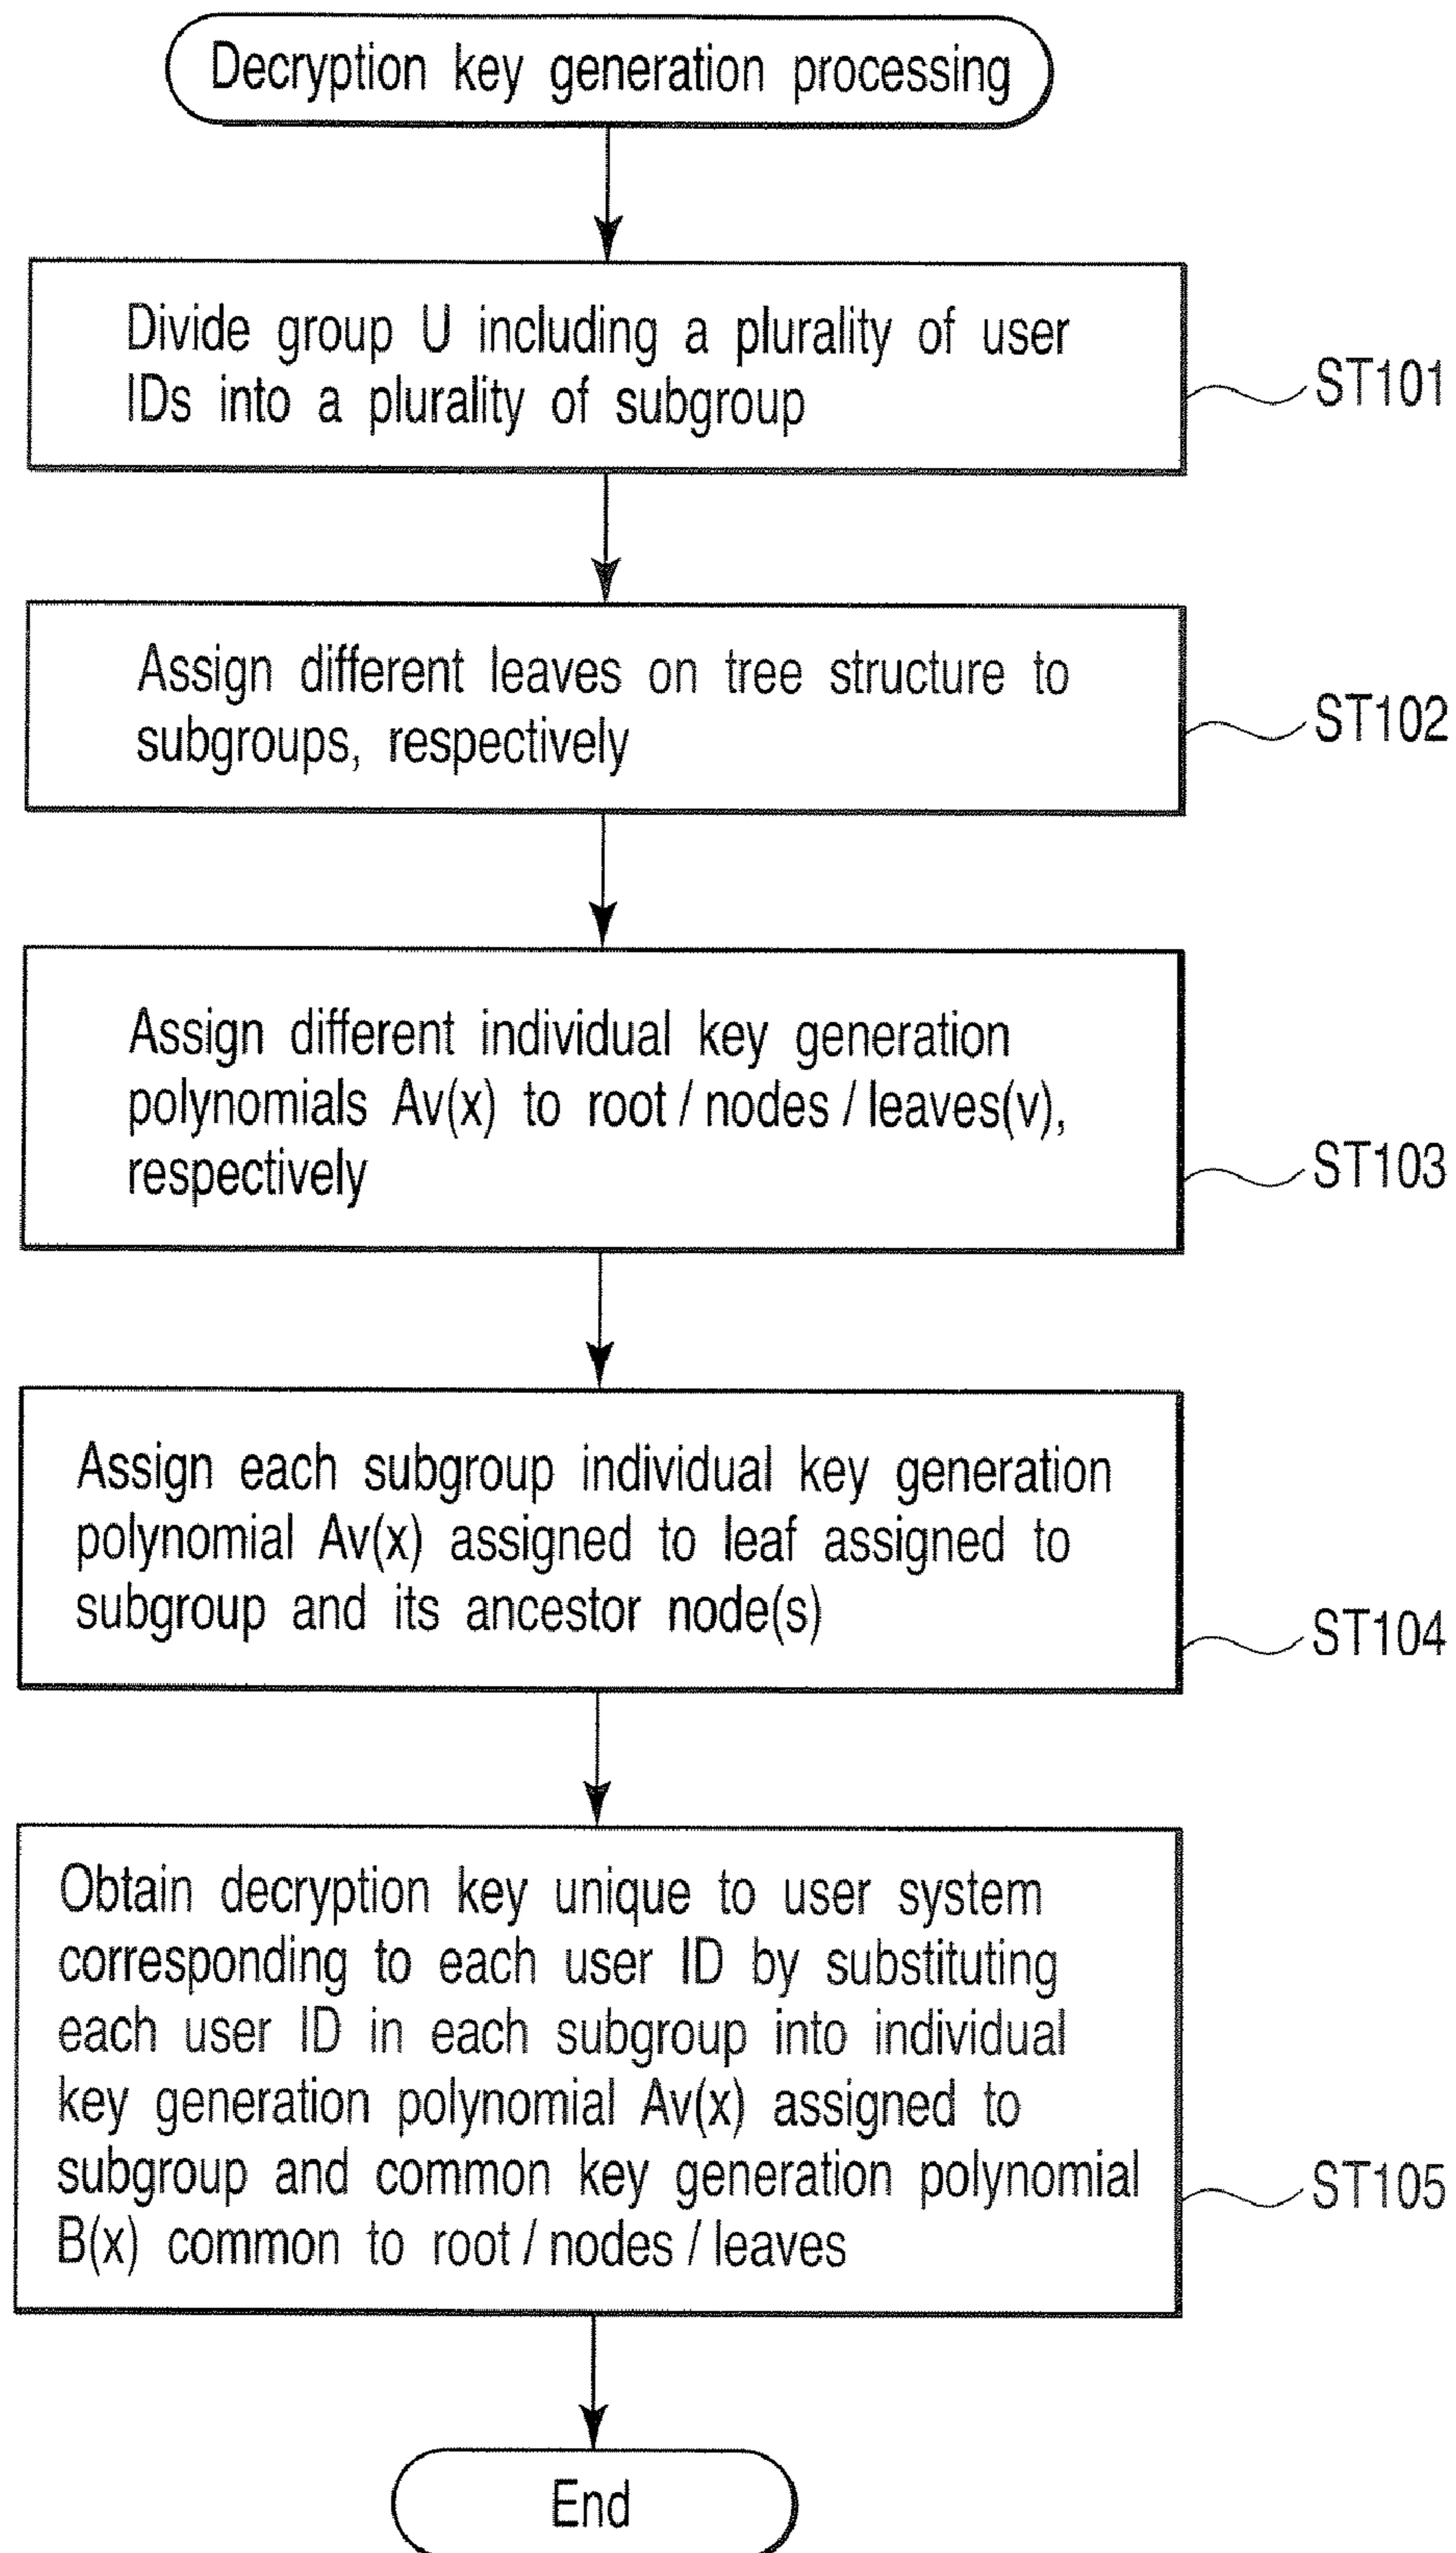 Decryption key generation processing
Divide group U including a plurality of user
IDs into a plurality of subgroup
ST101
Assign different leaves on tree structure to
subgroups, respectively
ST102
Assign different individual key generation
polynomials Av(x) to root / nodes / leaves(v),
respectively
ST103
Assign each subgroup individual key generation
polynomial Av(x) assigned to leaf assigned to
subgroup and its ancestor node(s)
ST104
Obtain decryption key unique to user system
corresponding to each user ID by substituting
each user ID in each subgroup into individual
key generation polynomial Av(x) assigned to
subgroup and common key generation polynomial
B(x) common to root / nodes / leaves
ST105
End